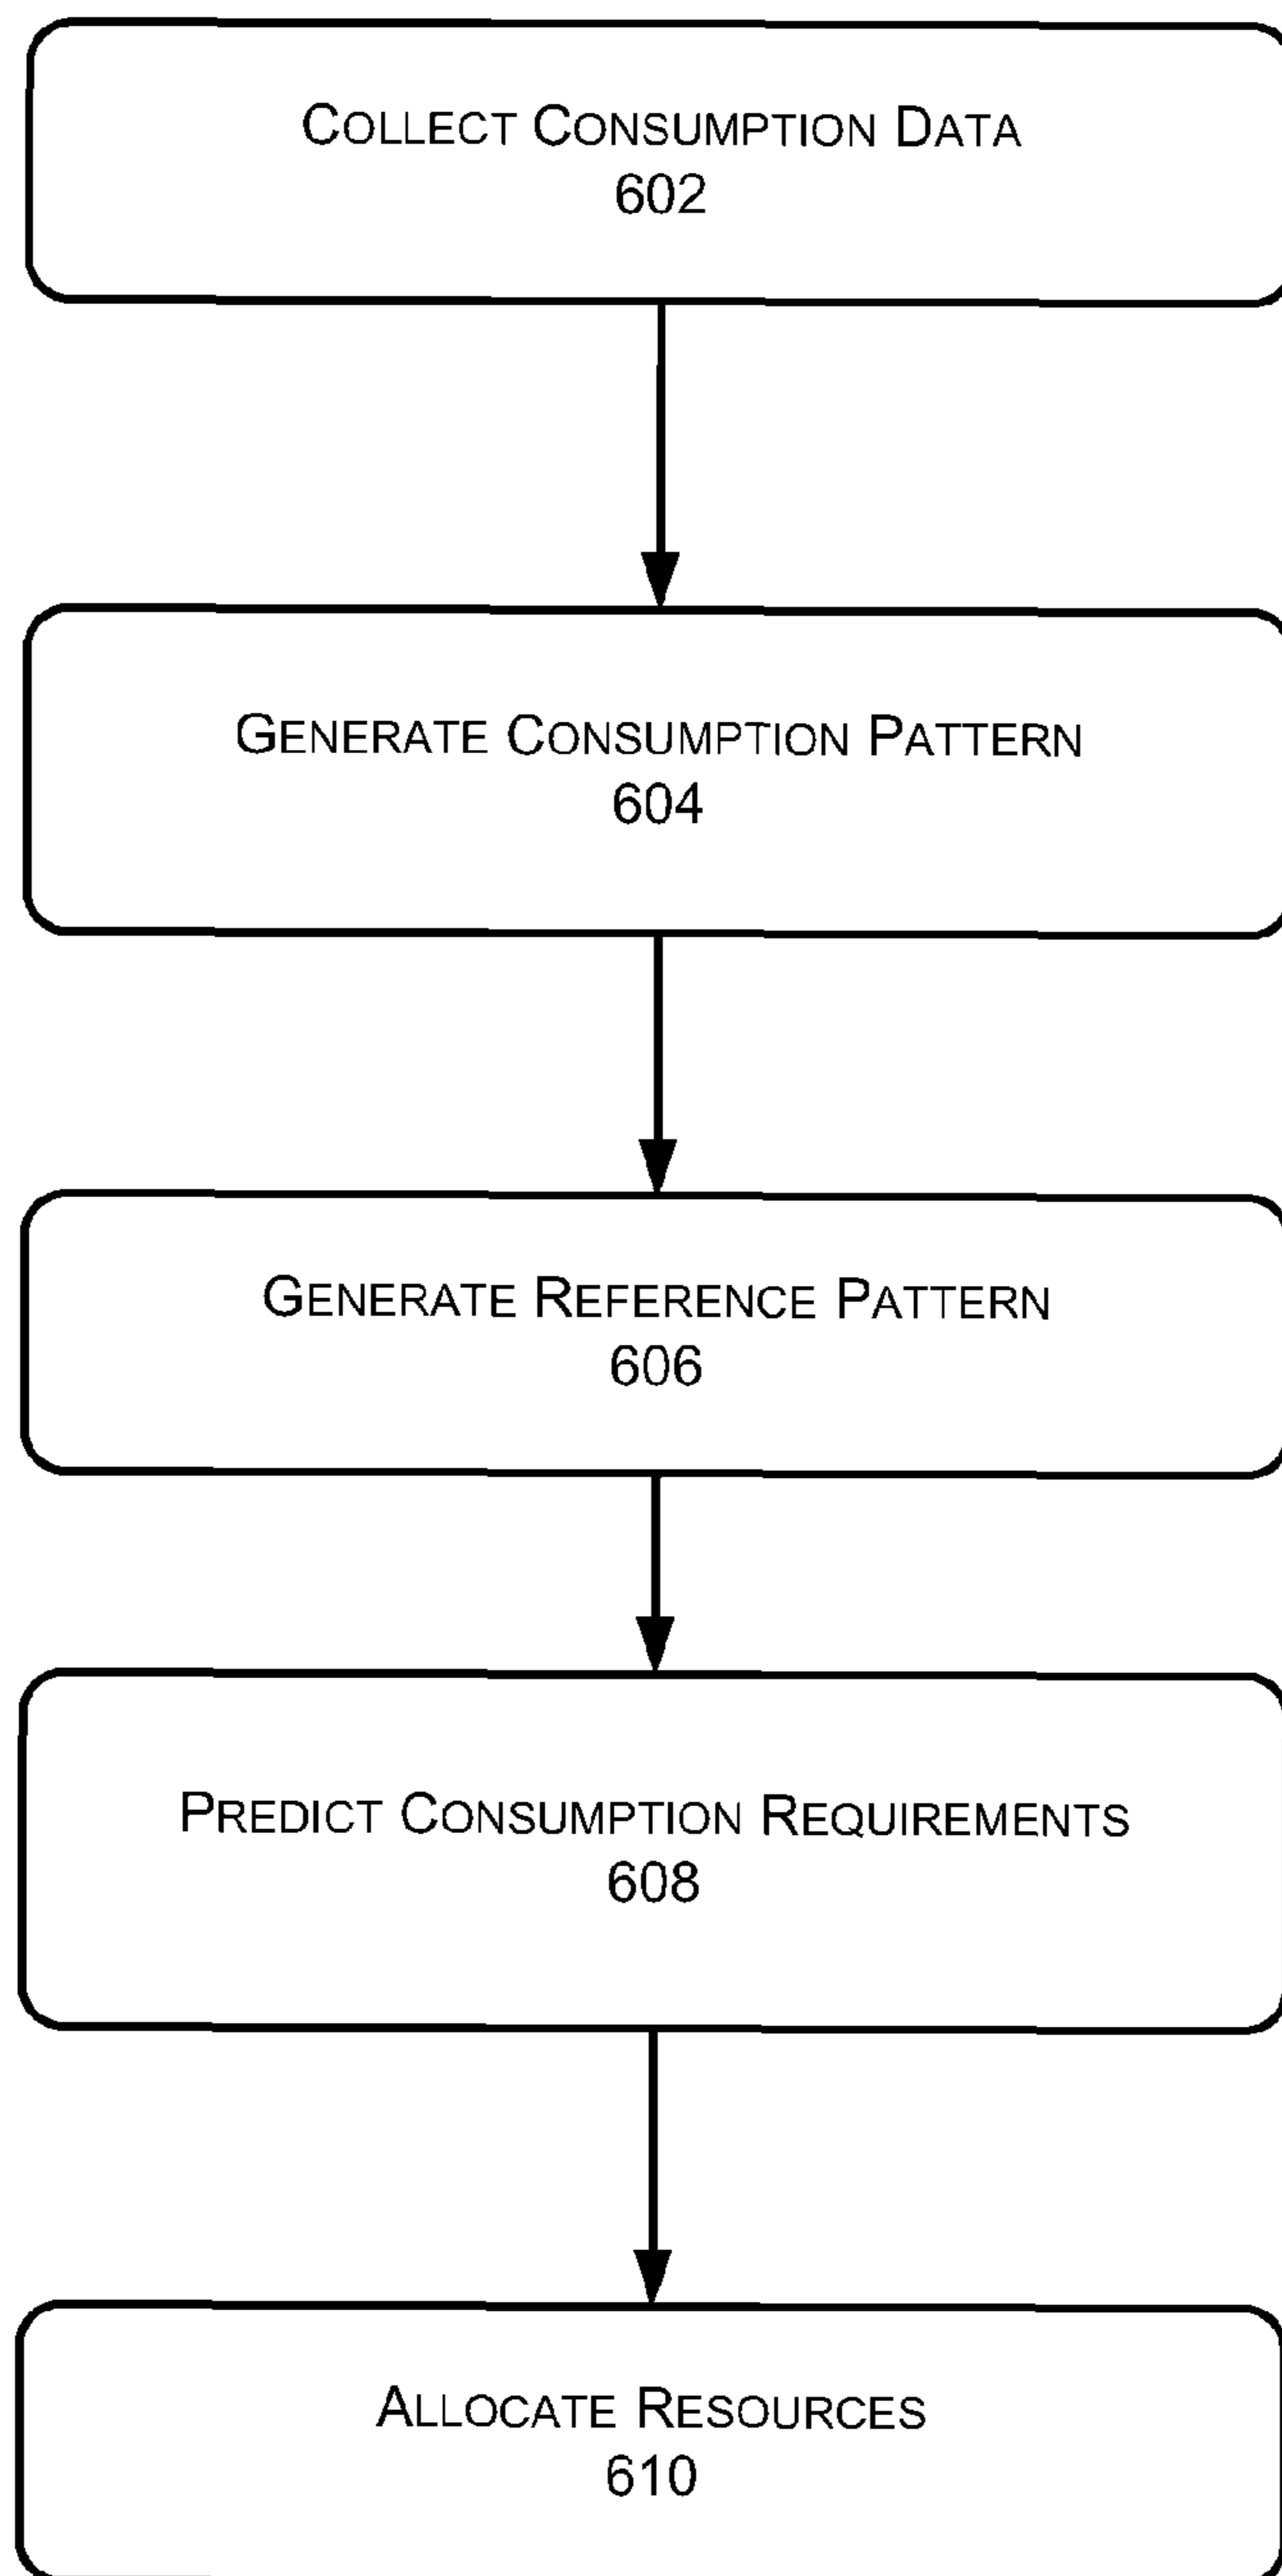 COLLECT CONSUMPTION DATA
602
GENERATE CONSUMPTION PATTERN
604
GENERATE REFERENCE PATTERN
606
PREDICT CONSUMPTION REQUIREMENTS
608
ALLOCATE RESOURCES
610